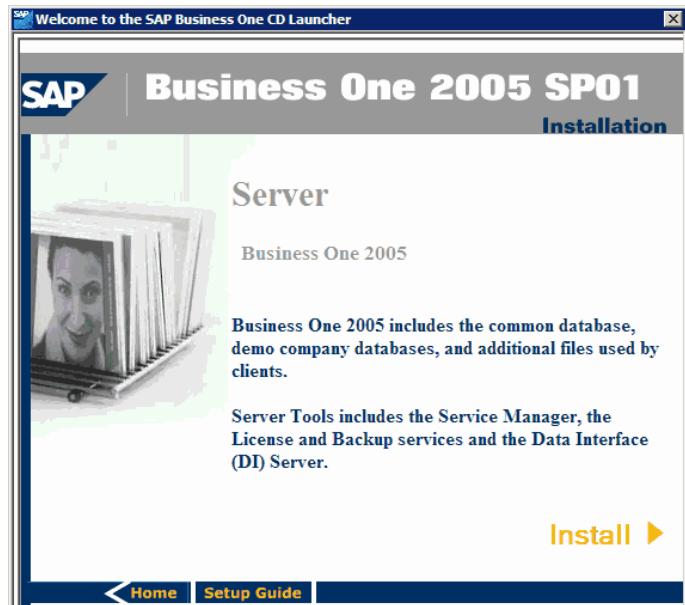 Welcome to the SAP Business One CD Launcher
SAP
Business One 2005 SP01
Installation
Server
Business One 2005
Business One 2005 includes the common database,
demo company databases, and additional files used by
clients.
Server Tools includes the Service Manager, the
License and Backup services and the Data Interface
(DI) Server.
Install
Home
Setup Guide